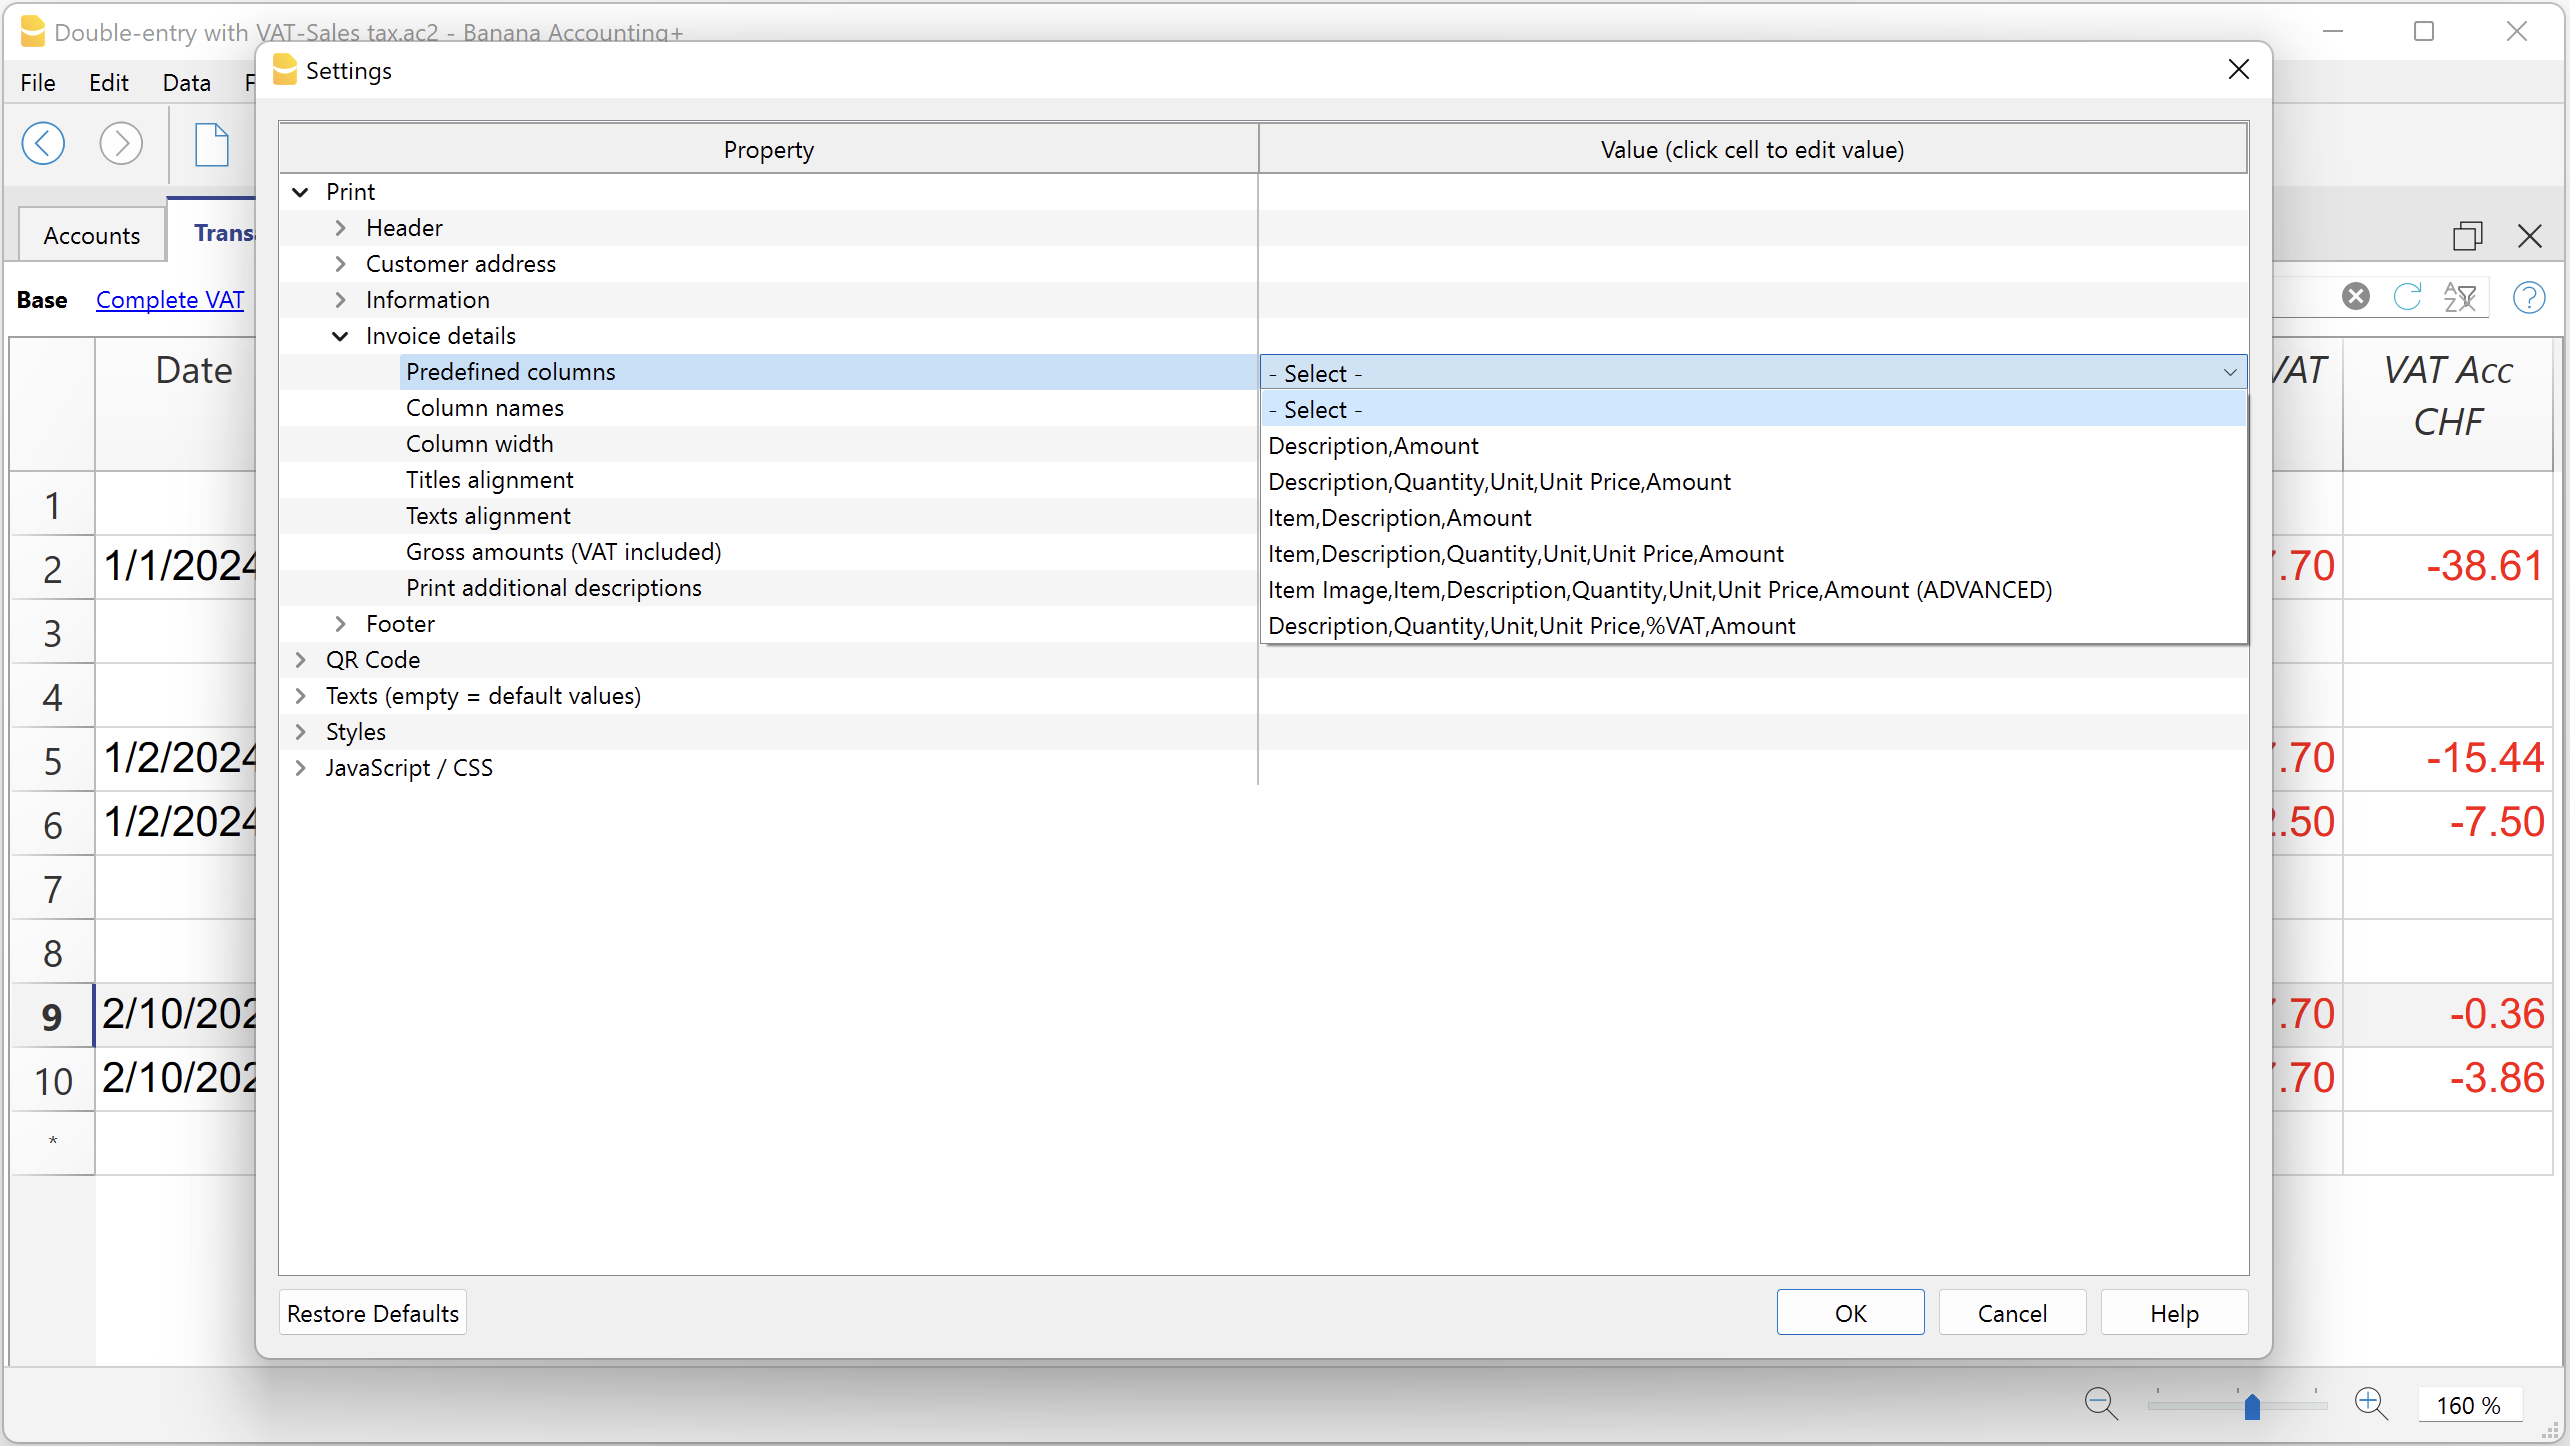 Double-entry with VAT-Sales tax.ac2 - Banana Accounting+
Settings
File Edit Data
Property Value (click cell to edit value)
Print
Header
Customer address
Information
Invoice details
Predefined columns - Select -
Column names - Select -
Column width Description,Amount
Titles alignment Description,Quantity,Unit,Unit Price,Amount
Texts alignment Item,Description,Amount
Gross amounts (VAT included) Item,Description,Quantity,Unit,Unit Price,Amount
Print additional descriptions Item Image,Item,Description,Quantity,Unit,Unit Price,Amount (ADVANCED)
Footer Description,Quantity,Unit,Unit Price,%VAT,Amount
QR Code
Texts (empty = default values)
Styles
JavaScript / CSS
Restore Defaults OK Cancel Help
Accounts
Base Complete VAT
Date VAT VAT Acc
CHF
1
2 1/1/2024 .70 -38.61
3
4
5 1/2/2024 .70 -15.44
6 1/2/2024 .50 -7.50
7
8
9 2/10/202 .70 -0.36
10 2/10/202 .70 -3.86
*
160 %